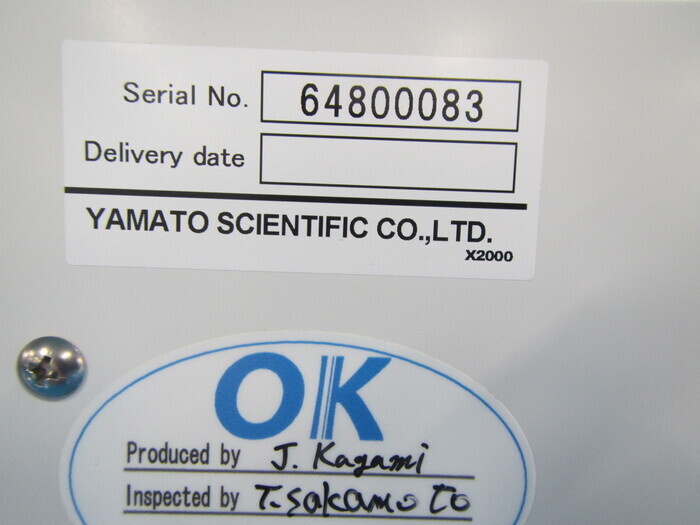 Serial No. 64800083
Delivery date
YAMATO SCIENTIFIC CO.,LTD.
X2000
OK
Produced by J. Kagami
Inspected by T. Sakamoto